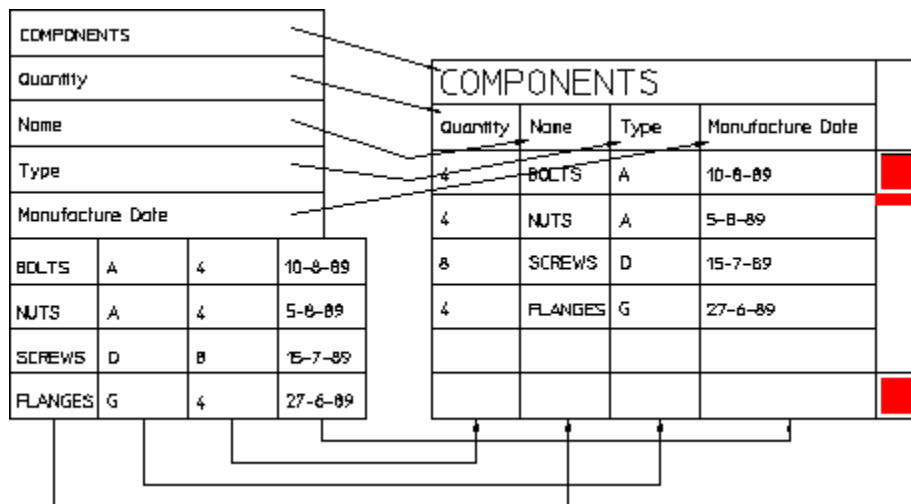 COMPONENTS
Quantity
Name
Type
Manufacture Date
BOLTS A 4 10-8-89
NUTS A 4 5-8-89
SCREWS D 8 15-7-89
FLANGES G 4 27-6-89
COMPONENTS
Quantity Name Type Manufacture Date
4 BOLTS A 10-8-89
4 NUTS A 5-8-89
8 SCREWS D 15-7-89
4 FLANGES G 27-6-89